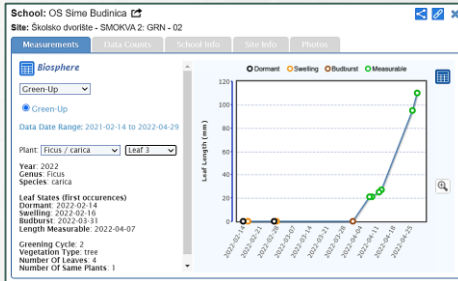 School: OS Sime Budinica
Site: Školsko dvorište - SMOKVA 2: GRN - 02
Measurements
Data Counts
School Info
Site Info
Photos
Biosphere
Green-Up
Green-Up
Data Date Range: 2021-02-14 to 2022-04-29
Plant: Ficus / carica Leaf 3
Year: 2022
Genus: Ficus
Species: carica
Leaf States (first occurences)
Dormant: 2022-02-14
Swelling: 2022-02-16
Budburst: 2022-03-31
Length Measurable: 2022-04-07
Greening Cycle: 2
Vegetation Type: tree
Number Of Leaves: 4
Number Of Same Plants: 1
Dormant Swelling Budburst Measurable
Leaf Length (mm)
120
100
80
60
40
20
0
2022-02-14
2022-02-21
2022-02-28
2022-03-07
2022-03-14
2022-03-21
2022-03-28
2022-04-04
2022-04-11
2022-04-18
2022-04-25